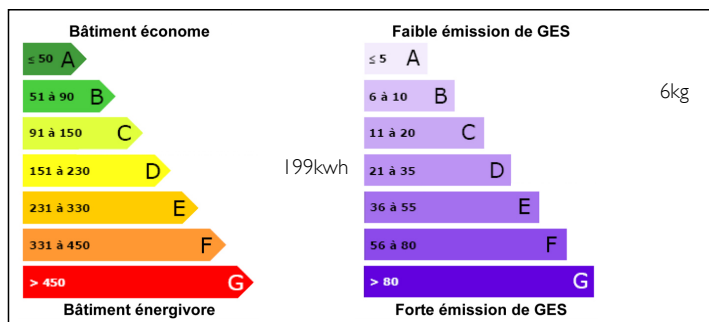 Bâtiment économe
≤ 50 A
51 à 90 B
91 à 150 C
151 à 230 D
199kwh
231 à 330 E
331 à 450 F
> 450 G
Bâtiment énergivore
Faible émission de GES
≤ 5 A
6 à 10 B
6kg
11 à 20 C
21 à 35 D
36 à 55 E
56 à 80 F
> 80 G
Forte émission de GES